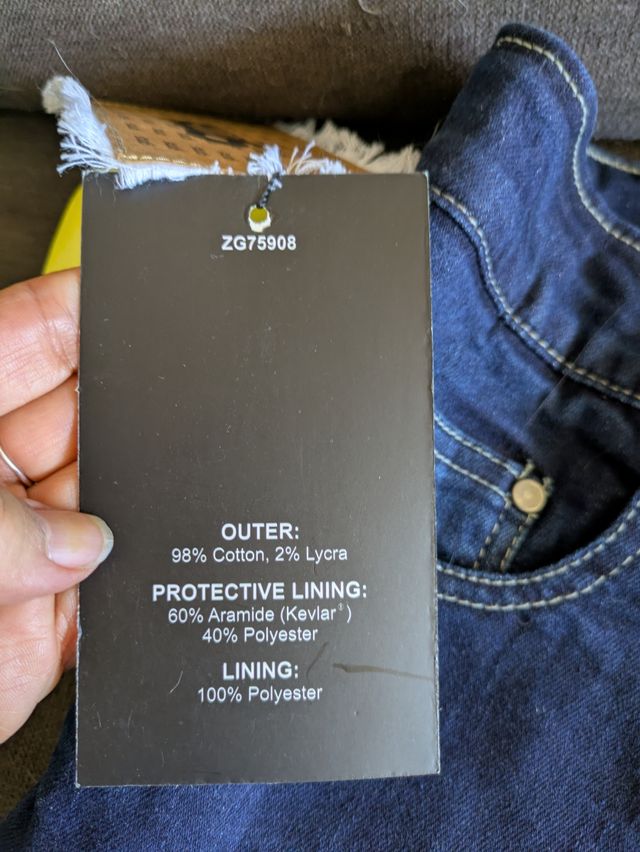 ZG75908
OUTER:
98% Cotton, 2% Lycra
PROTECTIVE LINING:
60% Aramide (Kevlar®)
40% Polyester
LINING:
100% Polyester